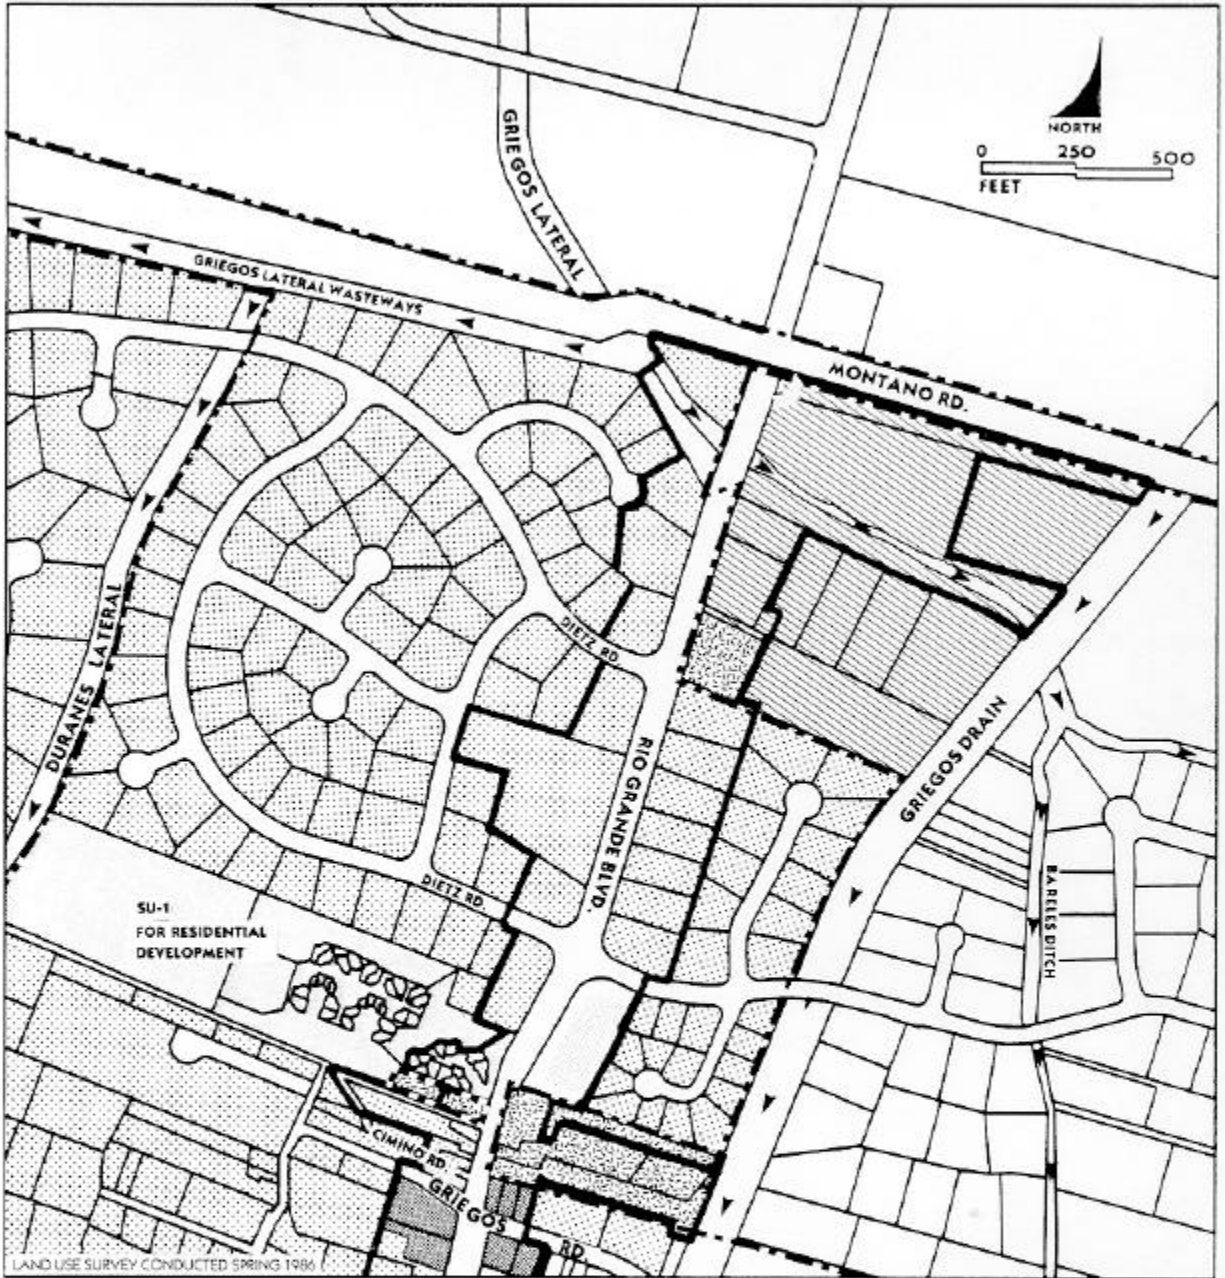 GRIEGOS LATERAL
NORTH
0 250 500
FEET
GRIEGOS LATERAL WASTEWAYS
MONTANO RD.
DURANES LATERAL
DIETZ RD.
RIO GRANDE BLVD.
GRIEGOS DRAIN
BARELES DITCH
DIETZ RD.
SU-1
FOR RESIDENTIAL
DEVELOPMENT
CIMINO RD.
GRIEGOS RD.
LAND USE SURVEY CONDUCTED SPRING 1986